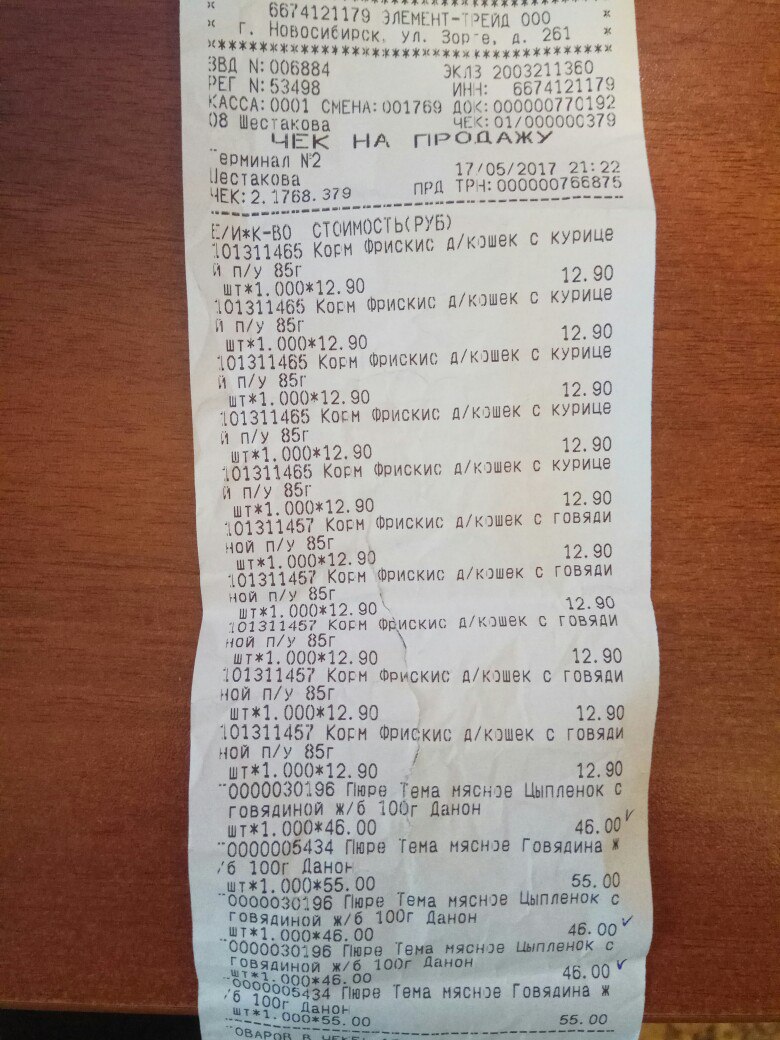 * 6674121179 ЭЛЕМЕНТ-ТРЕЙД ООО *
* г. Новосибирск, ул. Зорге, д. 261 *
************************************
ЗВД N:006884 ЭКЛЗ 2003211360
РЕГ N:53498 ИНН: 6674121179
КАССА:0001 СМЕНА:001769 ДОК:000000770192
08 Шестакова ЧЕК:01/000000379
ЧЕК НА ПРОДАЖУ
Терминал №2 17/05/2017 21:22
Шестакова
ЧЕК:2.1768.379 ПРД ТРН:000000766875
Е/И*К-ВО СТОИМОСТЬ(РУБ)
101311465 Корм Фрискис д/кошек с курице
й п/у 85г
шт*1.000*12.90 12.90
101311465 Корм Фрискис д/кошек с курице
й п/у 85г
шт*1.000*12.90 12.90
101311465 Корм Фрискис д/кошек с курице
й п/у 85г
шт*1.000*12.90 12.90
101311465 Корм Фрискис д/кошек с курице
й п/у 85г
шт*1.000*12.90 12.90
101311465 Корм Фрискис д/кошек с курице
й п/у 85г
шт*1.000*12.90 12.90
101311457 Корм Фрискис д/кошек с говяди
ной п/у 85г
шт*1.000*12.90 12.90
101311457 Корм Фрискис д/кошек с говяди
ной п/у 85г
шт*1.000*12.90 12.90
101311457 Корм Фрискис д/кошек с говяди
ной п/у 85г
шт*1.000*12.90 12.90
101311457 Корм Фрискис д/кошек с говяди
ной п/у 85г
шт*1.000*12.90 12.90
101311457 Корм Фрискис д/кошек с говяди
ной п/у 85г
шт*1.000*12.90 12.90
0000030196 Пюре Тема мясное Цыпленок с
говядиной ж/б 100г Данон
шт*1.000*46.00 46.00
0000005434 Пюре Тема мясное Говядина ж
/б 100г Данон
шт*1.000*55.00 55.00
0000030196 Пюре Тема мясное Цыпленок с
говядиной ж/б 100г Данон
шт*1.000*46.00 46.00
0000030196 Пюре Тема мясное Цыпленок с
говядиной ж/б 100г Данон
шт*1.000*46.00 46.00
0000005434 Пюре Тема мясное Говядина ж
/б 100г Данон
шт*1.000*55.00 55.00